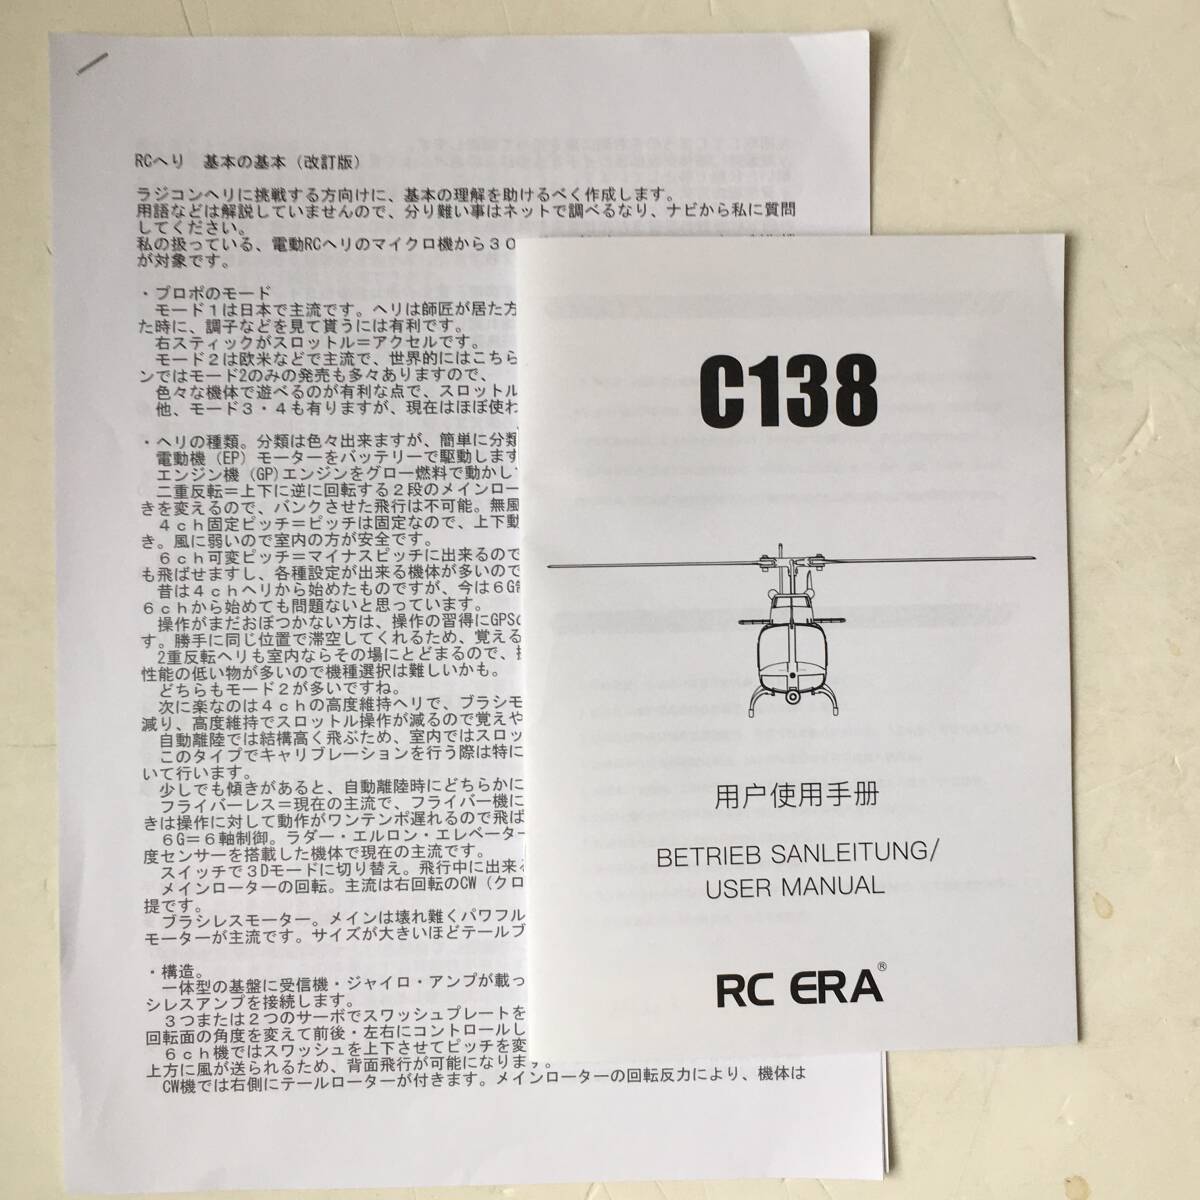 RCへり　基本の基本（改訂版）
ラジコンヘリに挑戦する方向けに、基本の理解を助けるべく作成します。
用語などは解説していませんので、分り難い事はネットで調べるなり、ナビから私に質問
してください。
私の扱っている、電動RCヘリのマイクロ機から３０
が対象です。
・プロポのモード
モード１は日本で主流です。ヘリは師匠が居た方
た時に、調子などを見て貰うには有利です。
右スティックがスロットル＝アクセルです。
モード２は欧米などで主流で、世界的にはこちら
ンではモード2のみの発売も多々ありますので、
色々な機体で遊べるのが有利な点で、スロットル
他、モード３・４も有りますが、現在はほぼ使わ
・ヘリの種類。分類は色々出来ますが、簡単に分類
電動機（EP）モーターをバッテリーで駆動します
エンジン機（GP)エンジンをグロー燃料で動かし
二重反転＝上下に逆に回転する２段のメインロー
きを変えるので、バンクさせた飛行は不可能。無風
４ｃｈ固定ピッチ＝ピッチは固定なので、上下動
き。風に弱いので室内の方が安全です。
６ｃｈ可変ピッチ＝マイナスピッチに出来るので
も飛ばせますし、各種設定が出来る機体が多いので
昔は４ｃｈヘリから始めたものですが、今は６G
６ｃｈから始めても問題ないと思っています。
操作がまだおぼつかない方は、操作の習得にGPS
す。勝手に同じ位置で滞空してくれるため、覚える
2重反転ヘリも室内ならその場にとどまるので、
性能の低い物が多いので機種選択は難しいかも。
どちらもモード２が多いですね。
次に楽なのは４ｃｈの高度維持ヘリで、ブラシモ
減り、高度維持でスロットル操作が減るので覚えや
自動離陸では結構高く飛ぶため、室内ではスロッ
このタイプでキャリブレーションを行う際は特に
いて行います。
少しでも傾きがあると、自動離陸時にどちらかに
フライバーレス＝現在の主流で、フライバー機に
きは操作に対して動作がワンテンポ遅れるので飛ば
６G＝６軸制御。ラダー・エルロン・エレベーター
度センサーを搭載した機体で現在の主流です。
スイッチで３Dモードに切り替え。飛行中に出来
メインローターの回転。主流は右回転のCW（クロ
提です。
ブラシレスモーター。メインは壊れ難くパワフル
モーターが主流です。サイズが大きいほどテールブ
・構造。
一体型の基盤に受信機・ジャイロ・アンプが載っ
シレスアンプを接続します。
３つまたは２つのサーボでスワッシュプレートを
回転面の角度を変えて前後・左右にコントロールし
６ｃｈ機ではスワッシュを上下させてピッチを変
上方に風が送られるため、背面飛行が可能になります。
CW機では右側にテールローターが付きます。メインローターの回転反力により、機体は
C138
用户使用手册
BETRIEB SANLEITUNG/
USER MANUAL
RC ERA®